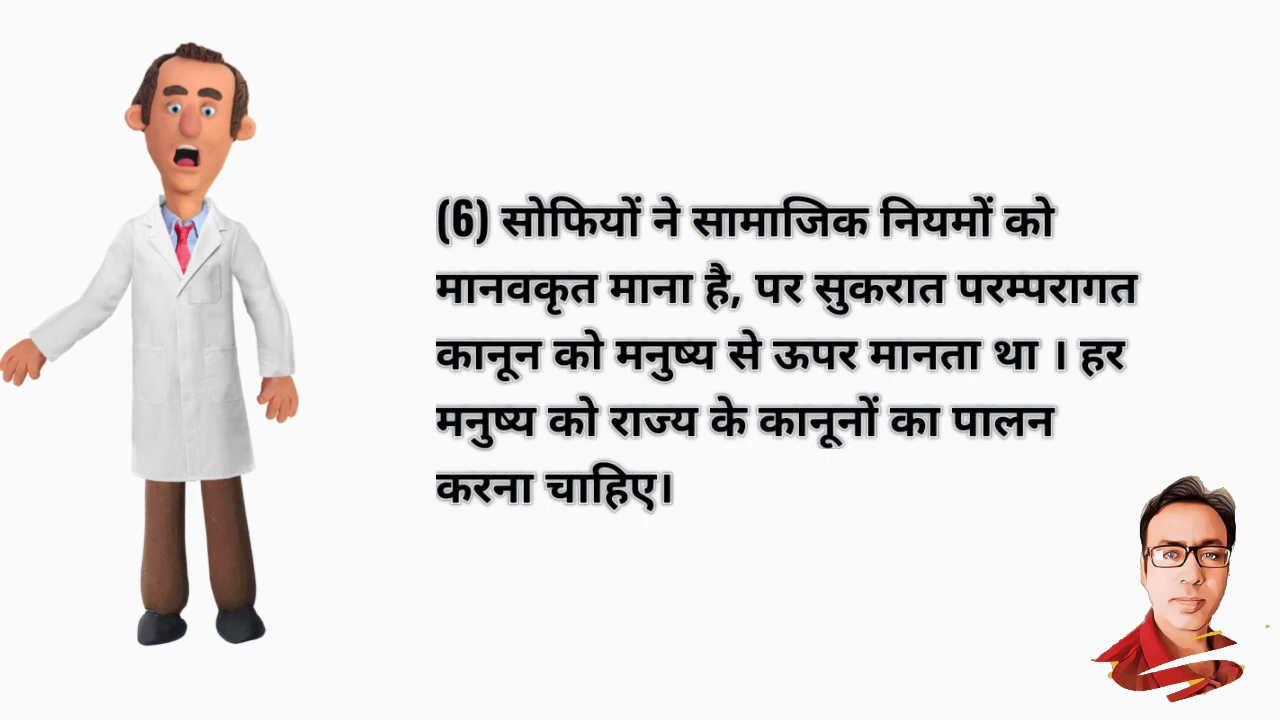 (6) सोफियों ने सामाजिक नियमों को
मानवकृत माना है, पर सुकरात परम्परागत
कानून को मनुष्य से ऊपर मानता था । हर
मनुष्य को राज्य के कानूनों का पालन
करना चाहिए।